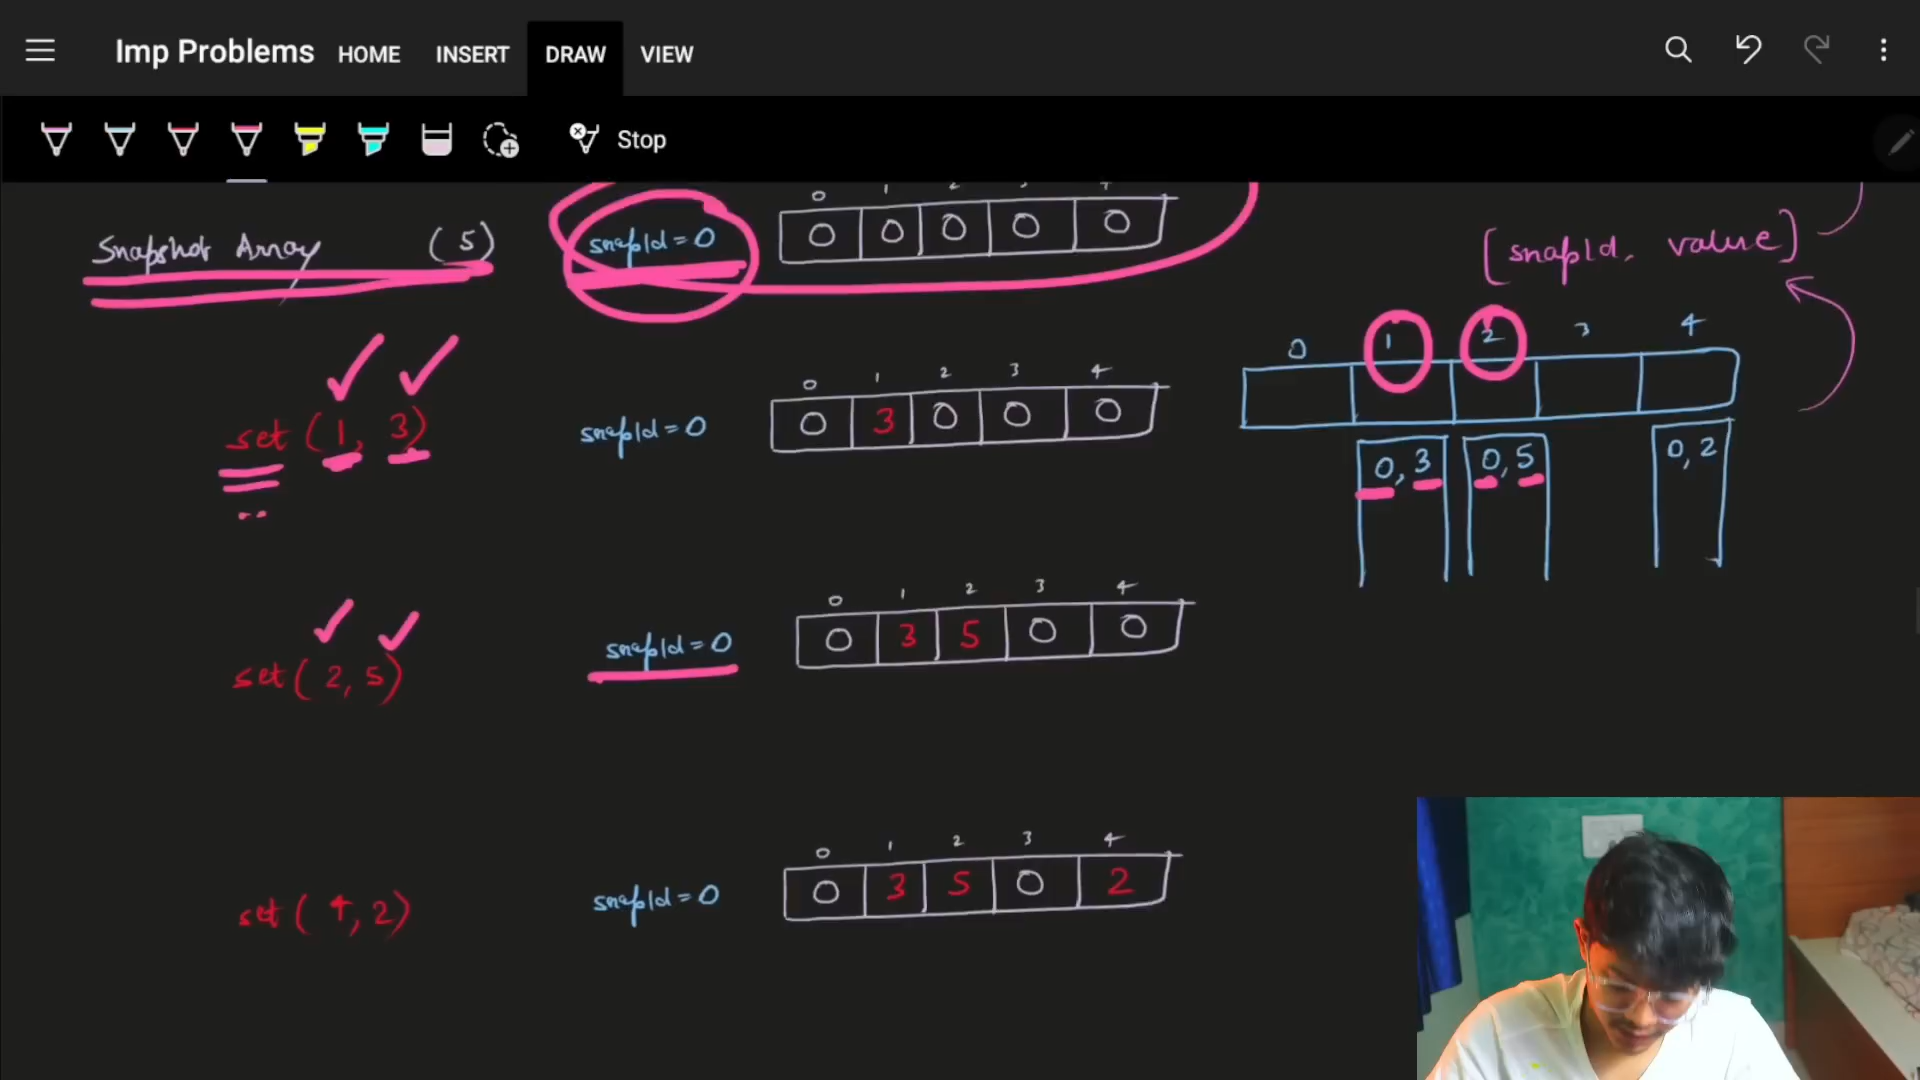 Imp Problems HOME INSERT DRAW VIEW
Stop
0 1 2 3 4
Snapshot Array (5) snapId = 0 0 0 0 0 0
[snapId, value]
0 1 2 3 4
set (1, 3) snapId = 0
0 1 2 3 4
0 3 0 0 0
0, 3 0, 5 0, 2
0 1 2 3 4
set (2, 5) snapId = 0 0 3 5 0 0
0 1 2 3 4
set (4, 2) snapId = 0 0 3 5 0 2